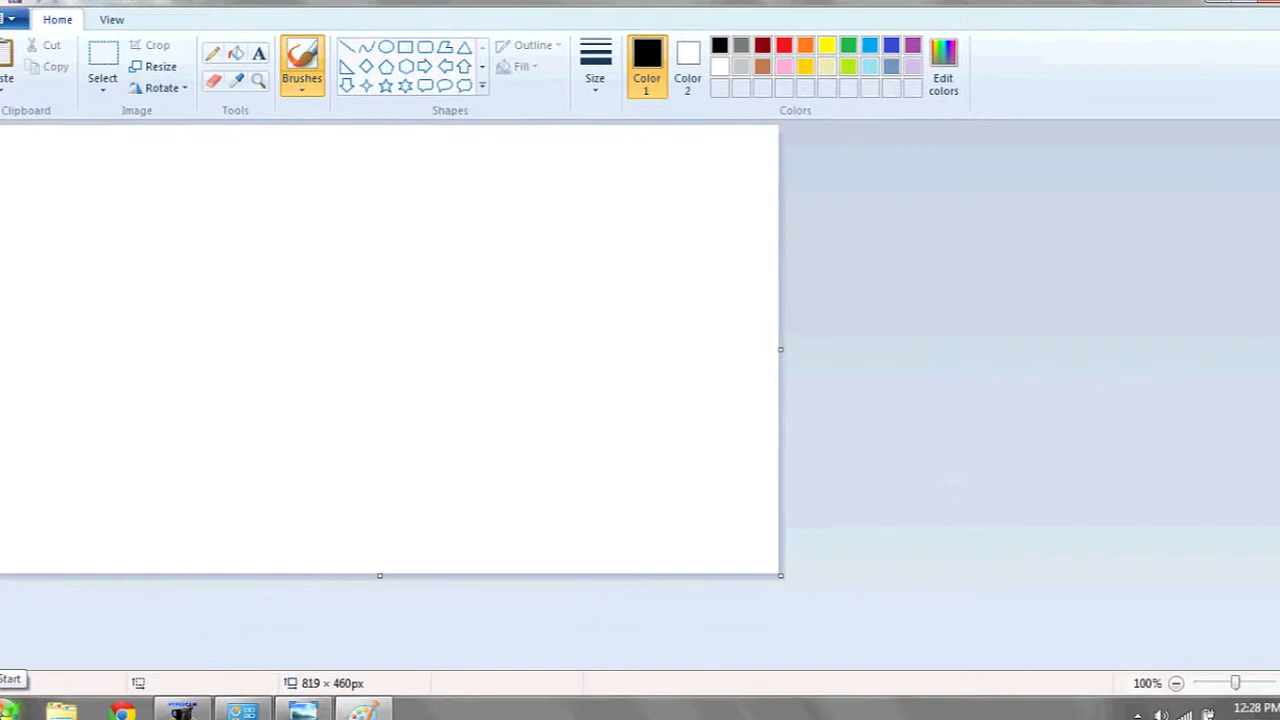 Home View
Cut
Copy
Clipboard
Select
Crop
Resize
Rotate
Image
A
Tools
Brushes
Shapes
Outline
Fill
Size
Color
1
Color
2
Edit
colors
Colors
Start
819 × 460px
100%
12:28 PM